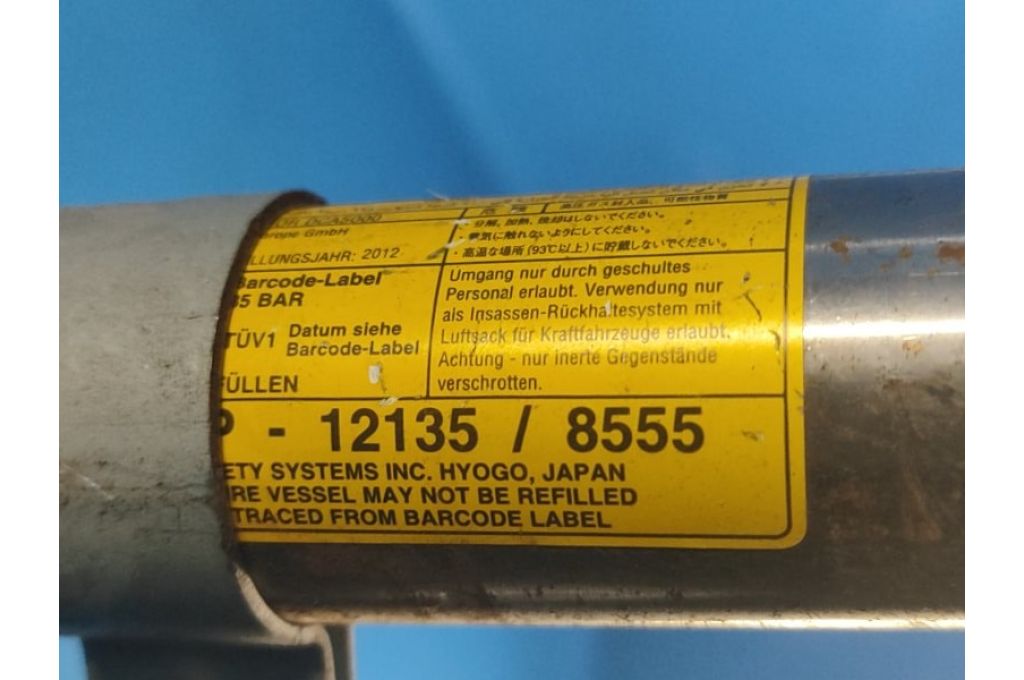 DCA5000
GmbH
LLUNGSJAHR: 2012
Barcode-Label
35 BAR
TÜV1 Datum siehe
Barcode-Label
FÜLLEN
危険
・分解、加熱、焼却はしないでください。
・電気に触れないようにしてください。
・高温な場所（93℃以上）に貯蔵しないでください。
Umgang nur durch geschultes
Personal erlaubt. Verwendung nur
als Insassen-Rückhaltesystem mit
Luftsack für Kraftfahrzeuge erlaubt.
Achtung - nur inerte Gegenstände
verschrotten.
P - 12135 / 8555
ETY SYSTEMS INC. HYOGO, JAPAN
RE VESSEL MAY NOT BE REFILLED
TRACED FROM BARCODE LABEL